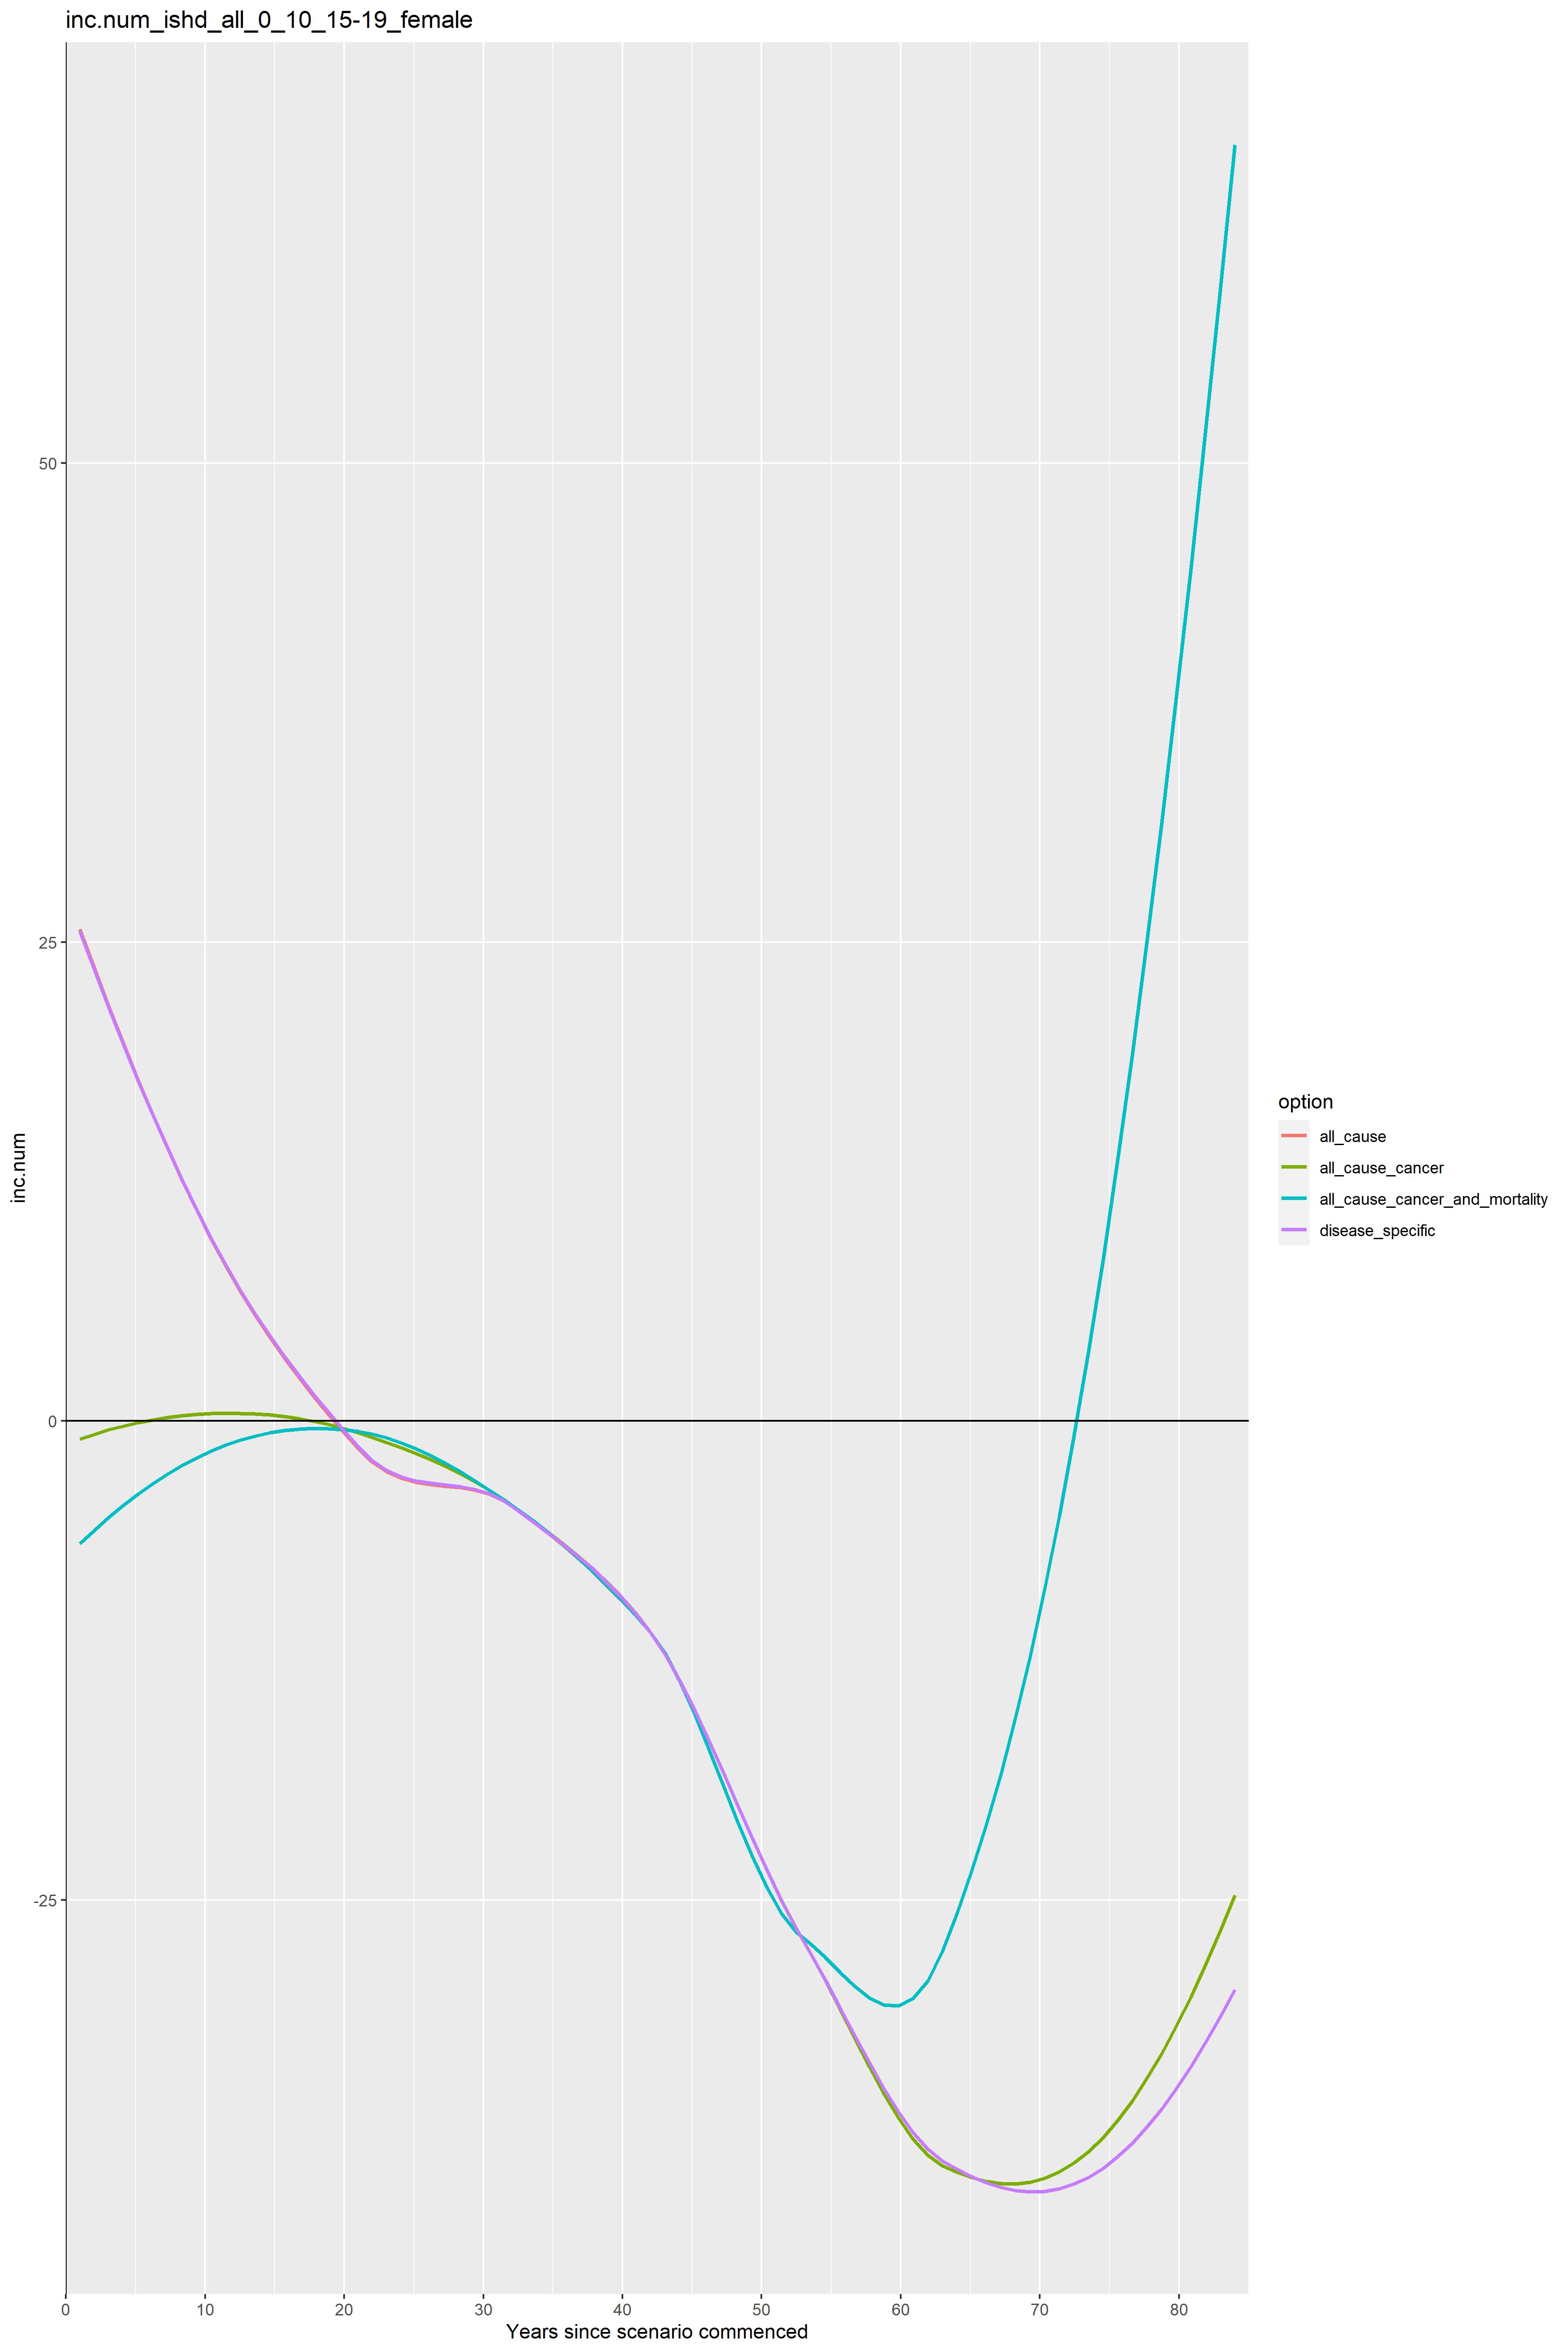 inc.num_ishd_all_0_10_15-19_female
50
25
0
-25
inc.num
0 10 20 30 40 50 60 70 80
Years since scenario commenced
option
all_cause
all_cause_cancer
all_cause_cancer_and_mortality
disease_specific